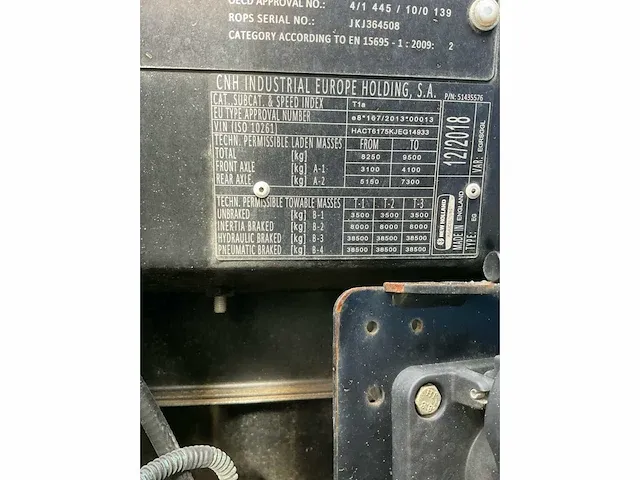 OECD APPROVAL NO.: 4/1 445 / 10/0 139
ROPS SERIAL NO.: JKJ364508
CATEGORY ACCORDING TO EN 15695 - 1 : 2009: 2
CNH INDUSTRIAL EUROPE HOLDING, S.A. P/N: 51435576
CAT., SUBCAT. & SPEED INDEX T1a
EU TYPE APPROVAL NUMBER e8*167/2013*00013
VIN (ISO 10261) HACT6175KJEG14933
TECHN. PERMISSIBLE LADEN MASSES FROM TO
TOTAL [kg] 8250 9500
FRONT AXLE [kg] A-1 3100 4100
REAR AXLE [kg] A-2 5150 7300
TECHN. PERMISSIBLE TOWABLE MASSES T-1 T-2 T-3
UNBRAKED [kg] B-1 3500 3500 3500
INERTIA BRAKED [kg] B-2 8000 8000 8000
HYDRAULIC BRAKED [kg] B-3 38500 38500 38500
PNEUMATIC BRAKED [kg] B-4 38500 38500 38500
12/2018
VAR:
NEW HOLLAND
MADE IN ENGLAND
TYPE: EG